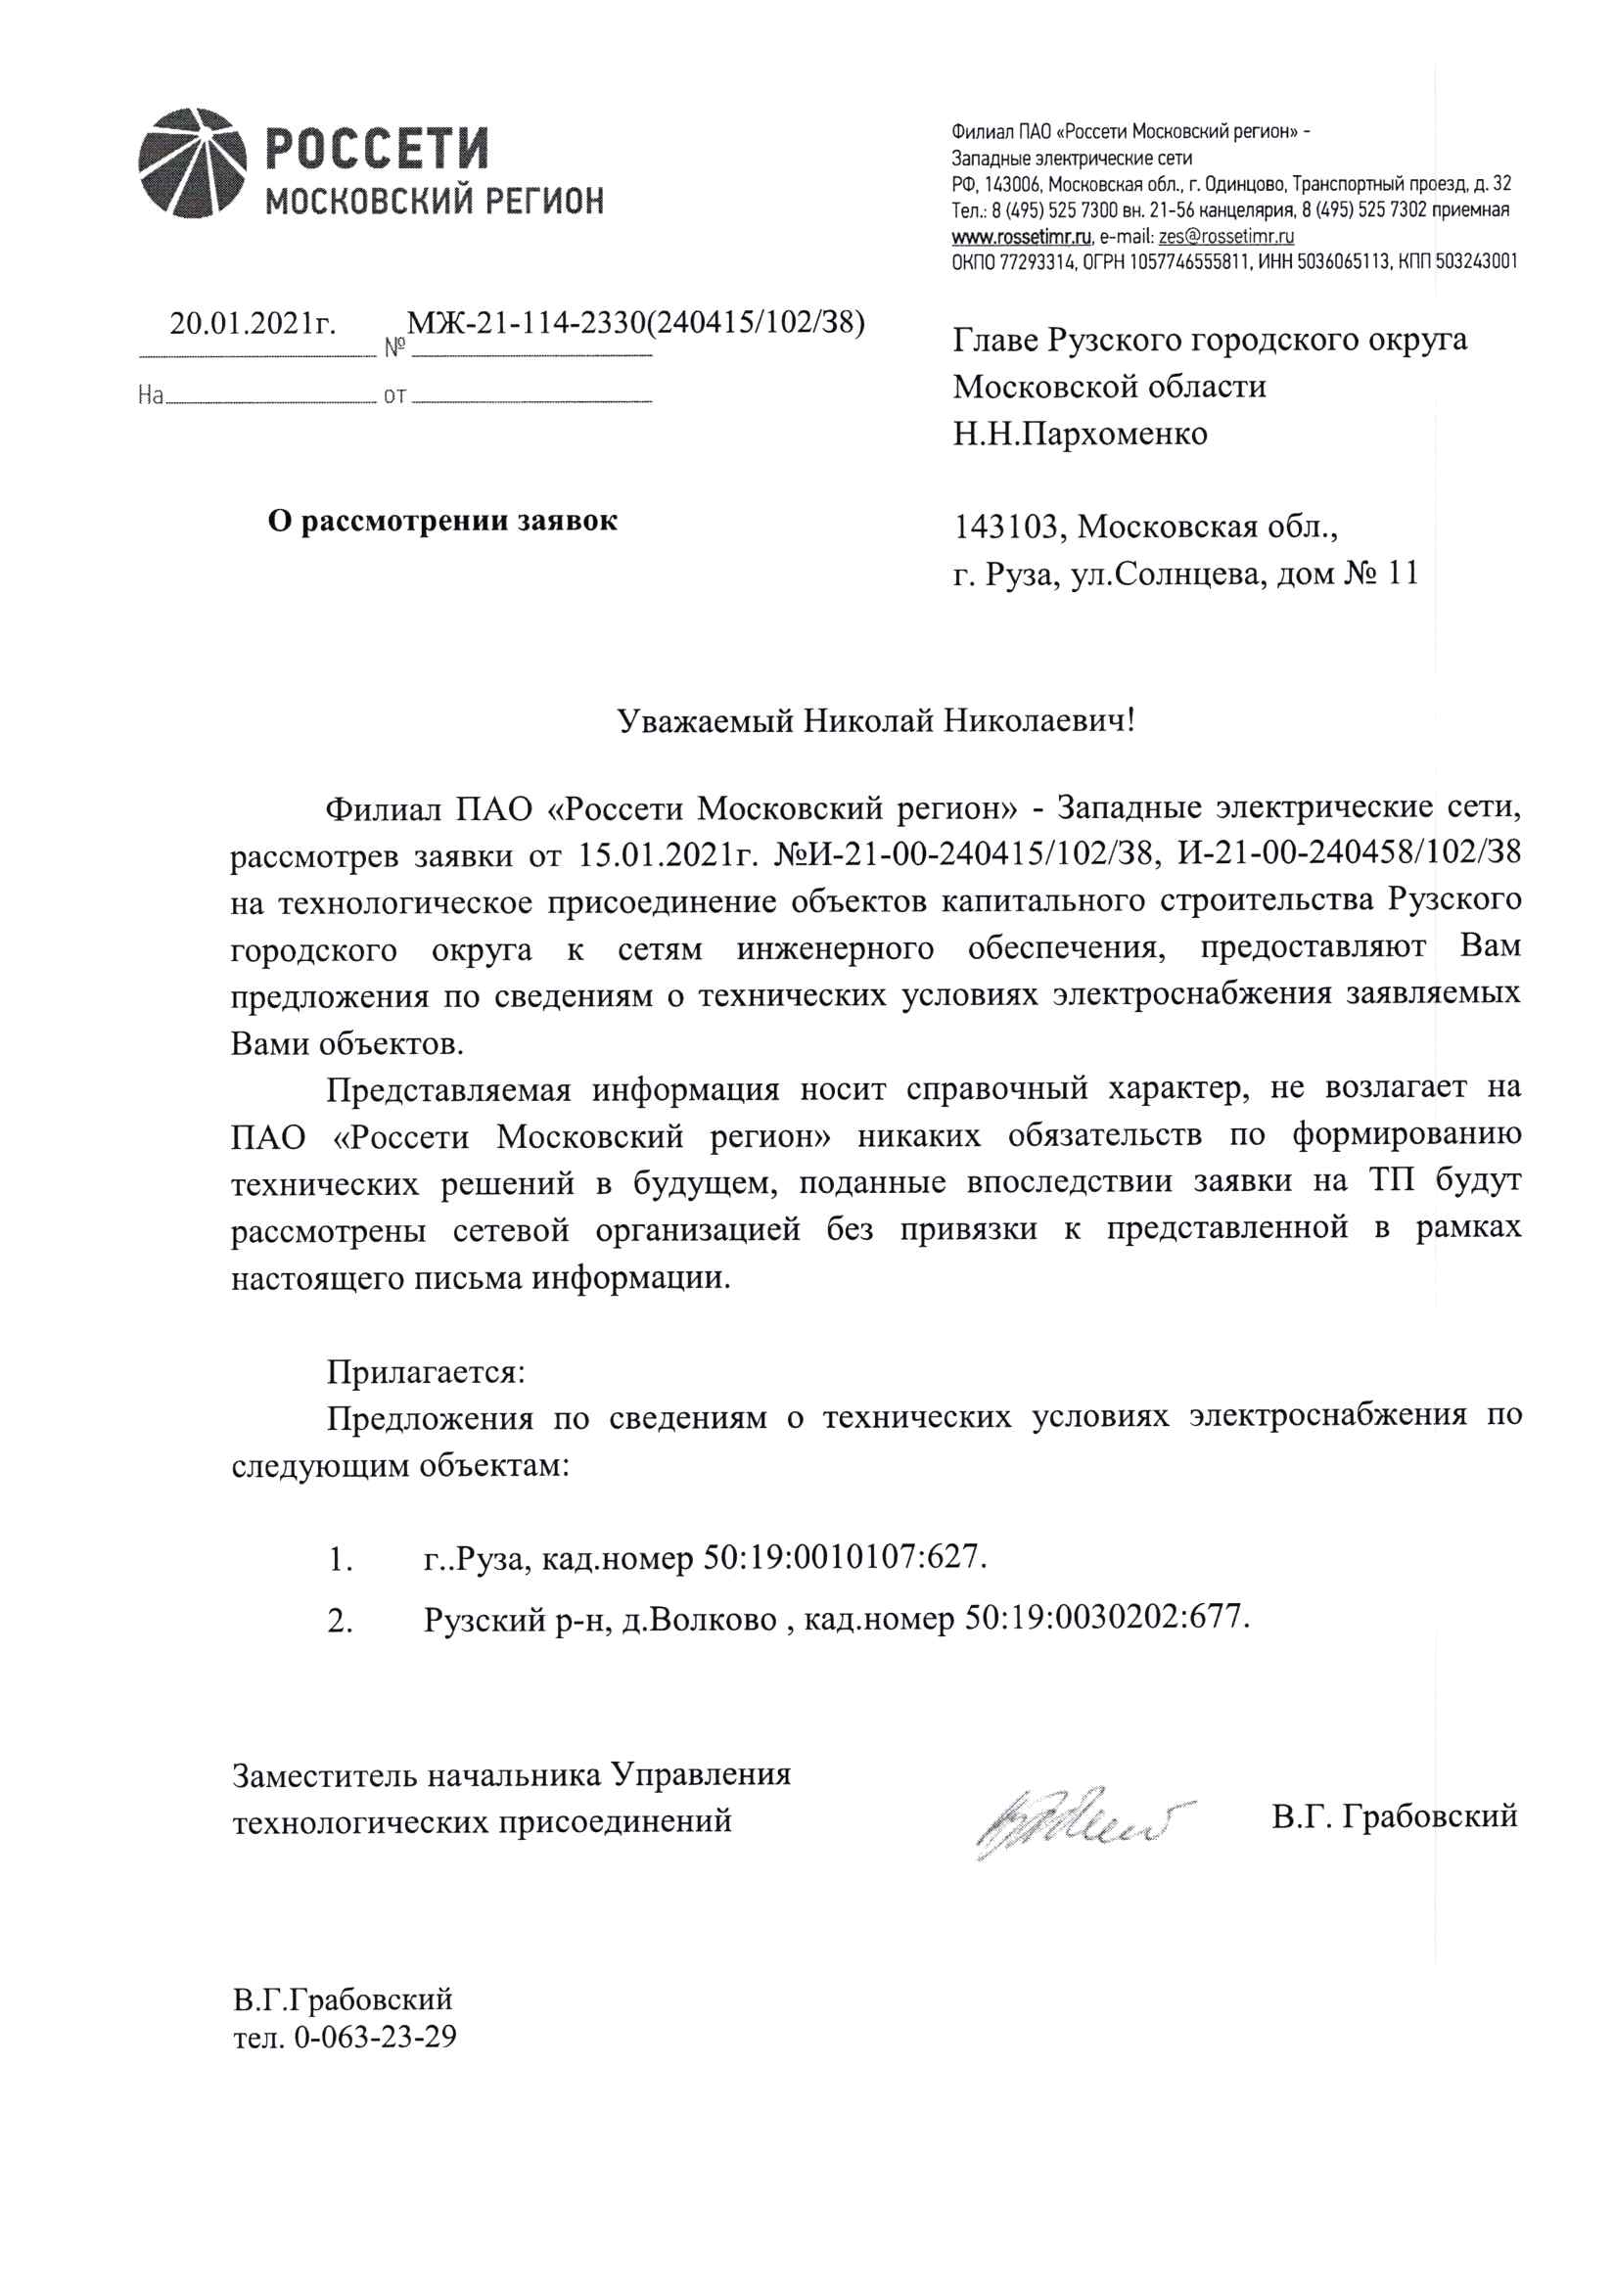 РОССЕТИ
МОСКОВСКИЙ РЕГИОН
Филиал ПАО «Россети Московский регион» -
Западные электрические сети
РФ, 143006, Московская обл., г. Одинцово, Транспортный проезд, д. 32
Тел.: 8 (495) 525 7300 вн. 21-56 канцелярия, 8 (495) 525 7302 приемная
www.rossetimr.ru, e-mail: zes@rossetimr.ru
ОКПО 77293314, ОГРН 1057746555811, ИНН 5036065113, КПП 503243001
20.01.2021г. № МЖ-21-114-2330(240415/102/З8)
На от
Главе Рузского городского округа
Московской области
Н.Н.Пархоменко
О рассмотрении заявок
143103, Московская обл.,
г. Руза, ул.Солнцева, дом № 11
Уважаемый Николай Николаевич!
Филиал ПАО «Россети Московский регион» - Западные электрические сети,
рассмотрев заявки от 15.01.2021г. №И-21-00-240415/102/З8, И-21-00-240458/102/З8
на технологическое присоединение объектов капитального строительства Рузского
городского округа к сетям инженерного обеспечения, предоставляют Вам
предложения по сведениям о технических условиях электроснабжения заявляемых
Вами объектов.
Представляемая информация носит справочный характер, не возлагает на
ПАО «Россети Московский регион» никаких обязательств по формированию
технических решений в будущем, поданные впоследствии заявки на ТП будут
рассмотрены сетевой организацией без привязки к представленной в рамках
настоящего письма информации.
Прилагается:
Предложения по сведениям о технических условиях электроснабжения по
следующим объектам:
1. г..Руза, кад.номер 50:19:0010107:627.
2. Рузский р-н, д.Волково , кад.номер 50:19:0030202:677.
Заместитель начальника Управления
технологических присоединений
В.Г. Грабовский
В.Г.Грабовский
тел. 0-063-23-29